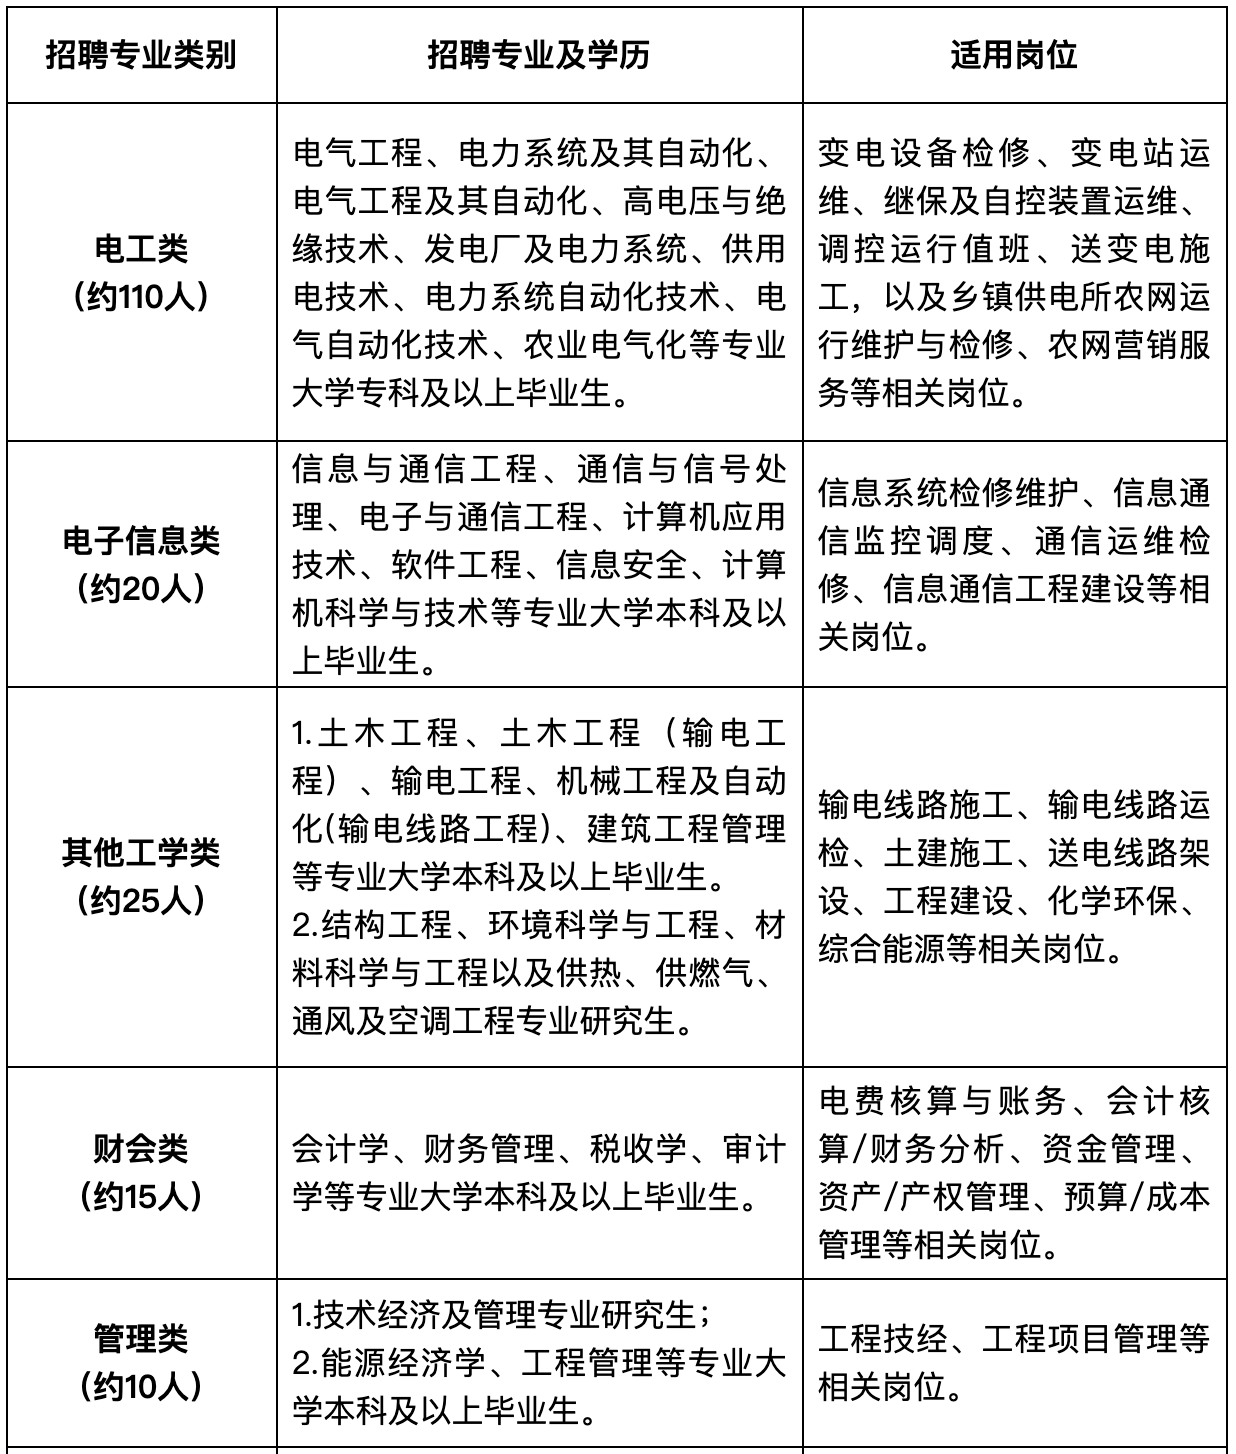 招聘专业类别
招聘专业及学历
适用岗位
电工类
（约110人）
电气工程、电力系统及其自动化、
电气工程及其自动化、高电压与绝
缘技术、发电厂及电力系统、供用
电技术、电力系统自动化技术、电
气自动化技术、农业电气化等专业
大学专科及以上毕业生。
变电设备检修、变电站运
维、继保及自控装置运维、
调控运行值班、送变电施
工，以及乡镇供电所农网运
行维护与检修、农网营销服
务等相关岗位。
电子信息类
（约20人）
信息与通信工程、通信与信号处
理、电子与通信工程、计算机应用
技术、软件工程、信息安全、计算
机科学与技术等专业大学本科及以
上毕业生。
信息系统检修维护、信息通
信监控调度、通信运维检
修、信息通信工程建设等相
关岗位。
其他工学类
（约25人）
1.土木工程、土木工程（输电工
程）、输电工程、机械工程及自动
化(输电线路工程)、建筑工程管理
等专业大学本科及以上毕业生。
2.结构工程、环境科学与工程、材
料科学与工程以及供热、供燃气、
通风及空调工程专业研究生。
输电线路施工、输电线路运
检、土建施工、送电线路架
设、工程建设、化学环保、
综合能源等相关岗位。
财会类
（约15人）
会计学、财务管理、税收学、审计
学等专业大学本科及以上毕业生。
电费核算与账务、会计核
算/财务分析、资金管理、
资产/产权管理、预算/成本
管理等相关岗位。
管理类
（约10人）
1.技术经济及管理专业研究生；
2.能源经济学、工程管理等专业大
学本科及以上毕业生。
工程技经、工程项目管理等
相关岗位。